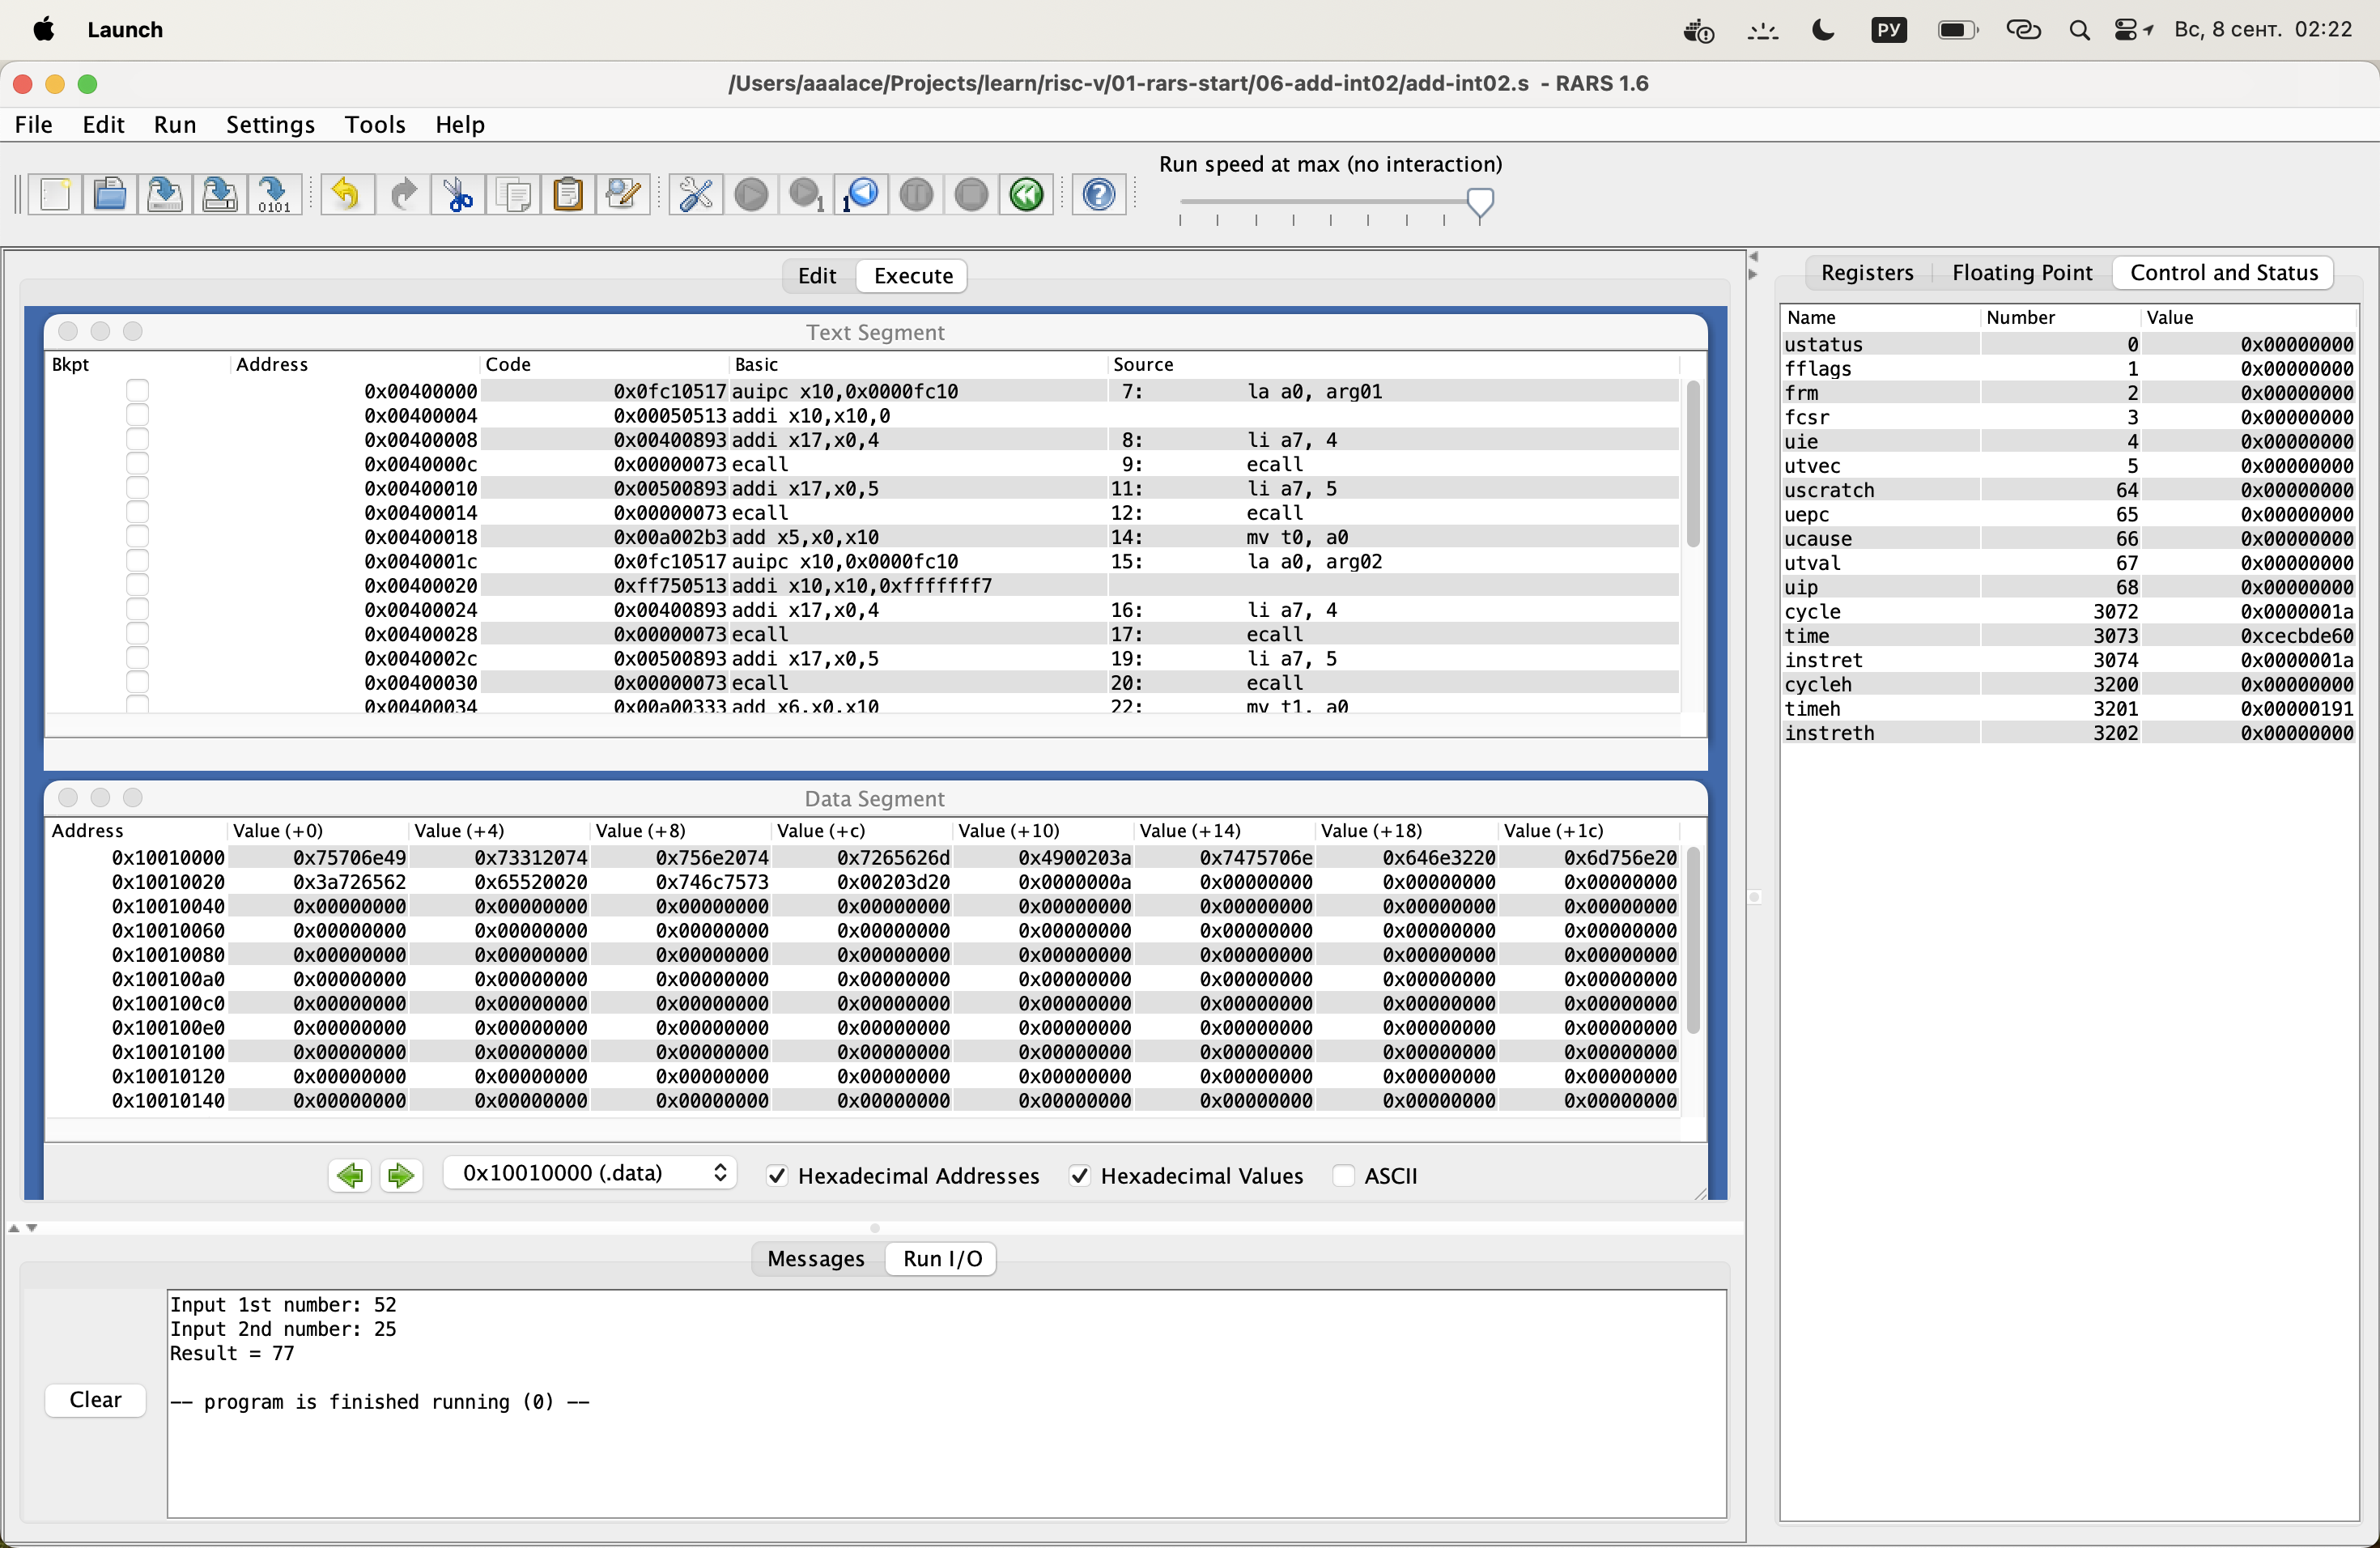 Launch
РУ
Вс, 8 сент. 02:22
/Users/aaalace/Projects/learn/risc-v/01-rars-start/06-add-int02/add-int02.s - RARS 1.6
File Edit Run Settings Tools Help
Run speed at max (no interaction)
0101
1
1
Edit Execute
Registers Floating Point Control and Status
Text Segment
Bkpt Address Code Basic Source
0x00400000 0x0fc10517 auipc x10,0x0000fc10 7: la a0, arg01
0x00400004 0x00050513 addi x10,x10,0
0x00400008 0x00400893 addi x17,x0,4 8: li a7, 4
0x0040000c 0x00000073 ecall 9: ecall
0x00400010 0x00500893 addi x17,x0,5 11: li a7, 5
0x00400014 0x00000073 ecall 12: ecall
0x00400018 0x00a002b3 add x5,x0,x10 14: mv t0, a0
0x0040001c 0x0fc10517 auipc x10,0x0000fc10 15: la a0, arg02
0x00400020 0xff750513 addi x10,x10,0xfffffff7
0x00400024 0x00400893 addi x17,x0,4 16: li a7, 4
0x00400028 0x00000073 ecall 17: ecall
0x0040002c 0x00500893 addi x17,x0,5 19: li a7, 5
0x00400030 0x00000073 ecall 20: ecall
0x00400034 0x00a00333 add x6,x0,x10 22: mv t1, a0
Data Segment
Address Value (+0) Value (+4) Value (+8) Value (+c) Value (+10) Value (+14) Value (+18) Value (+1c)
0x10010000 0x75706e49 0x73312074 0x756e2074 0x7265626d 0x4900203a 0x7475706e 0x646e3220 0x6d756e20
0x10010020 0x3a726562 0x65520020 0x746c7573 0x00203d20 0x0000000a 0x00000000 0x00000000 0x00000000
0x10010040 0x00000000 0x00000000 0x00000000 0x00000000 0x00000000 0x00000000 0x00000000 0x00000000
0x10010060 0x00000000 0x00000000 0x00000000 0x00000000 0x00000000 0x00000000 0x00000000 0x00000000
0x10010080 0x00000000 0x00000000 0x00000000 0x00000000 0x00000000 0x00000000 0x00000000 0x00000000
0x100100a0 0x00000000 0x00000000 0x00000000 0x00000000 0x00000000 0x00000000 0x00000000 0x00000000
0x100100c0 0x00000000 0x00000000 0x00000000 0x00000000 0x00000000 0x00000000 0x00000000 0x00000000
0x100100e0 0x00000000 0x00000000 0x00000000 0x00000000 0x00000000 0x00000000 0x00000000 0x00000000
0x10010100 0x00000000 0x00000000 0x00000000 0x00000000 0x00000000 0x00000000 0x00000000 0x00000000
0x10010120 0x00000000 0x00000000 0x00000000 0x00000000 0x00000000 0x00000000 0x00000000 0x00000000
0x10010140 0x00000000 0x00000000 0x00000000 0x00000000 0x00000000 0x00000000 0x00000000 0x00000000
0x10010000 (.data) Hexadecimal Addresses Hexadecimal Values ASCII
Messages Run I/O
Input 1st number: 52
Input 2nd number: 25
Result = 77
-- program is finished running (0) --
Clear
Name Number Value
ustatus 0 0x00000000
fflags 1 0x00000000
frm 2 0x00000000
fcsr 3 0x00000000
uie 4 0x00000000
utvec 5 0x00000000
uscratch 64 0x00000000
uepc 65 0x00000000
ucause 66 0x00000000
utval 67 0x00000000
uip 68 0x00000000
cycle 3072 0x0000001a
time 3073 0xcecbde60
instret 3074 0x0000001a
cycleh 3200 0x00000000
timeh 3201 0x00000191
instreth 3202 0x00000000